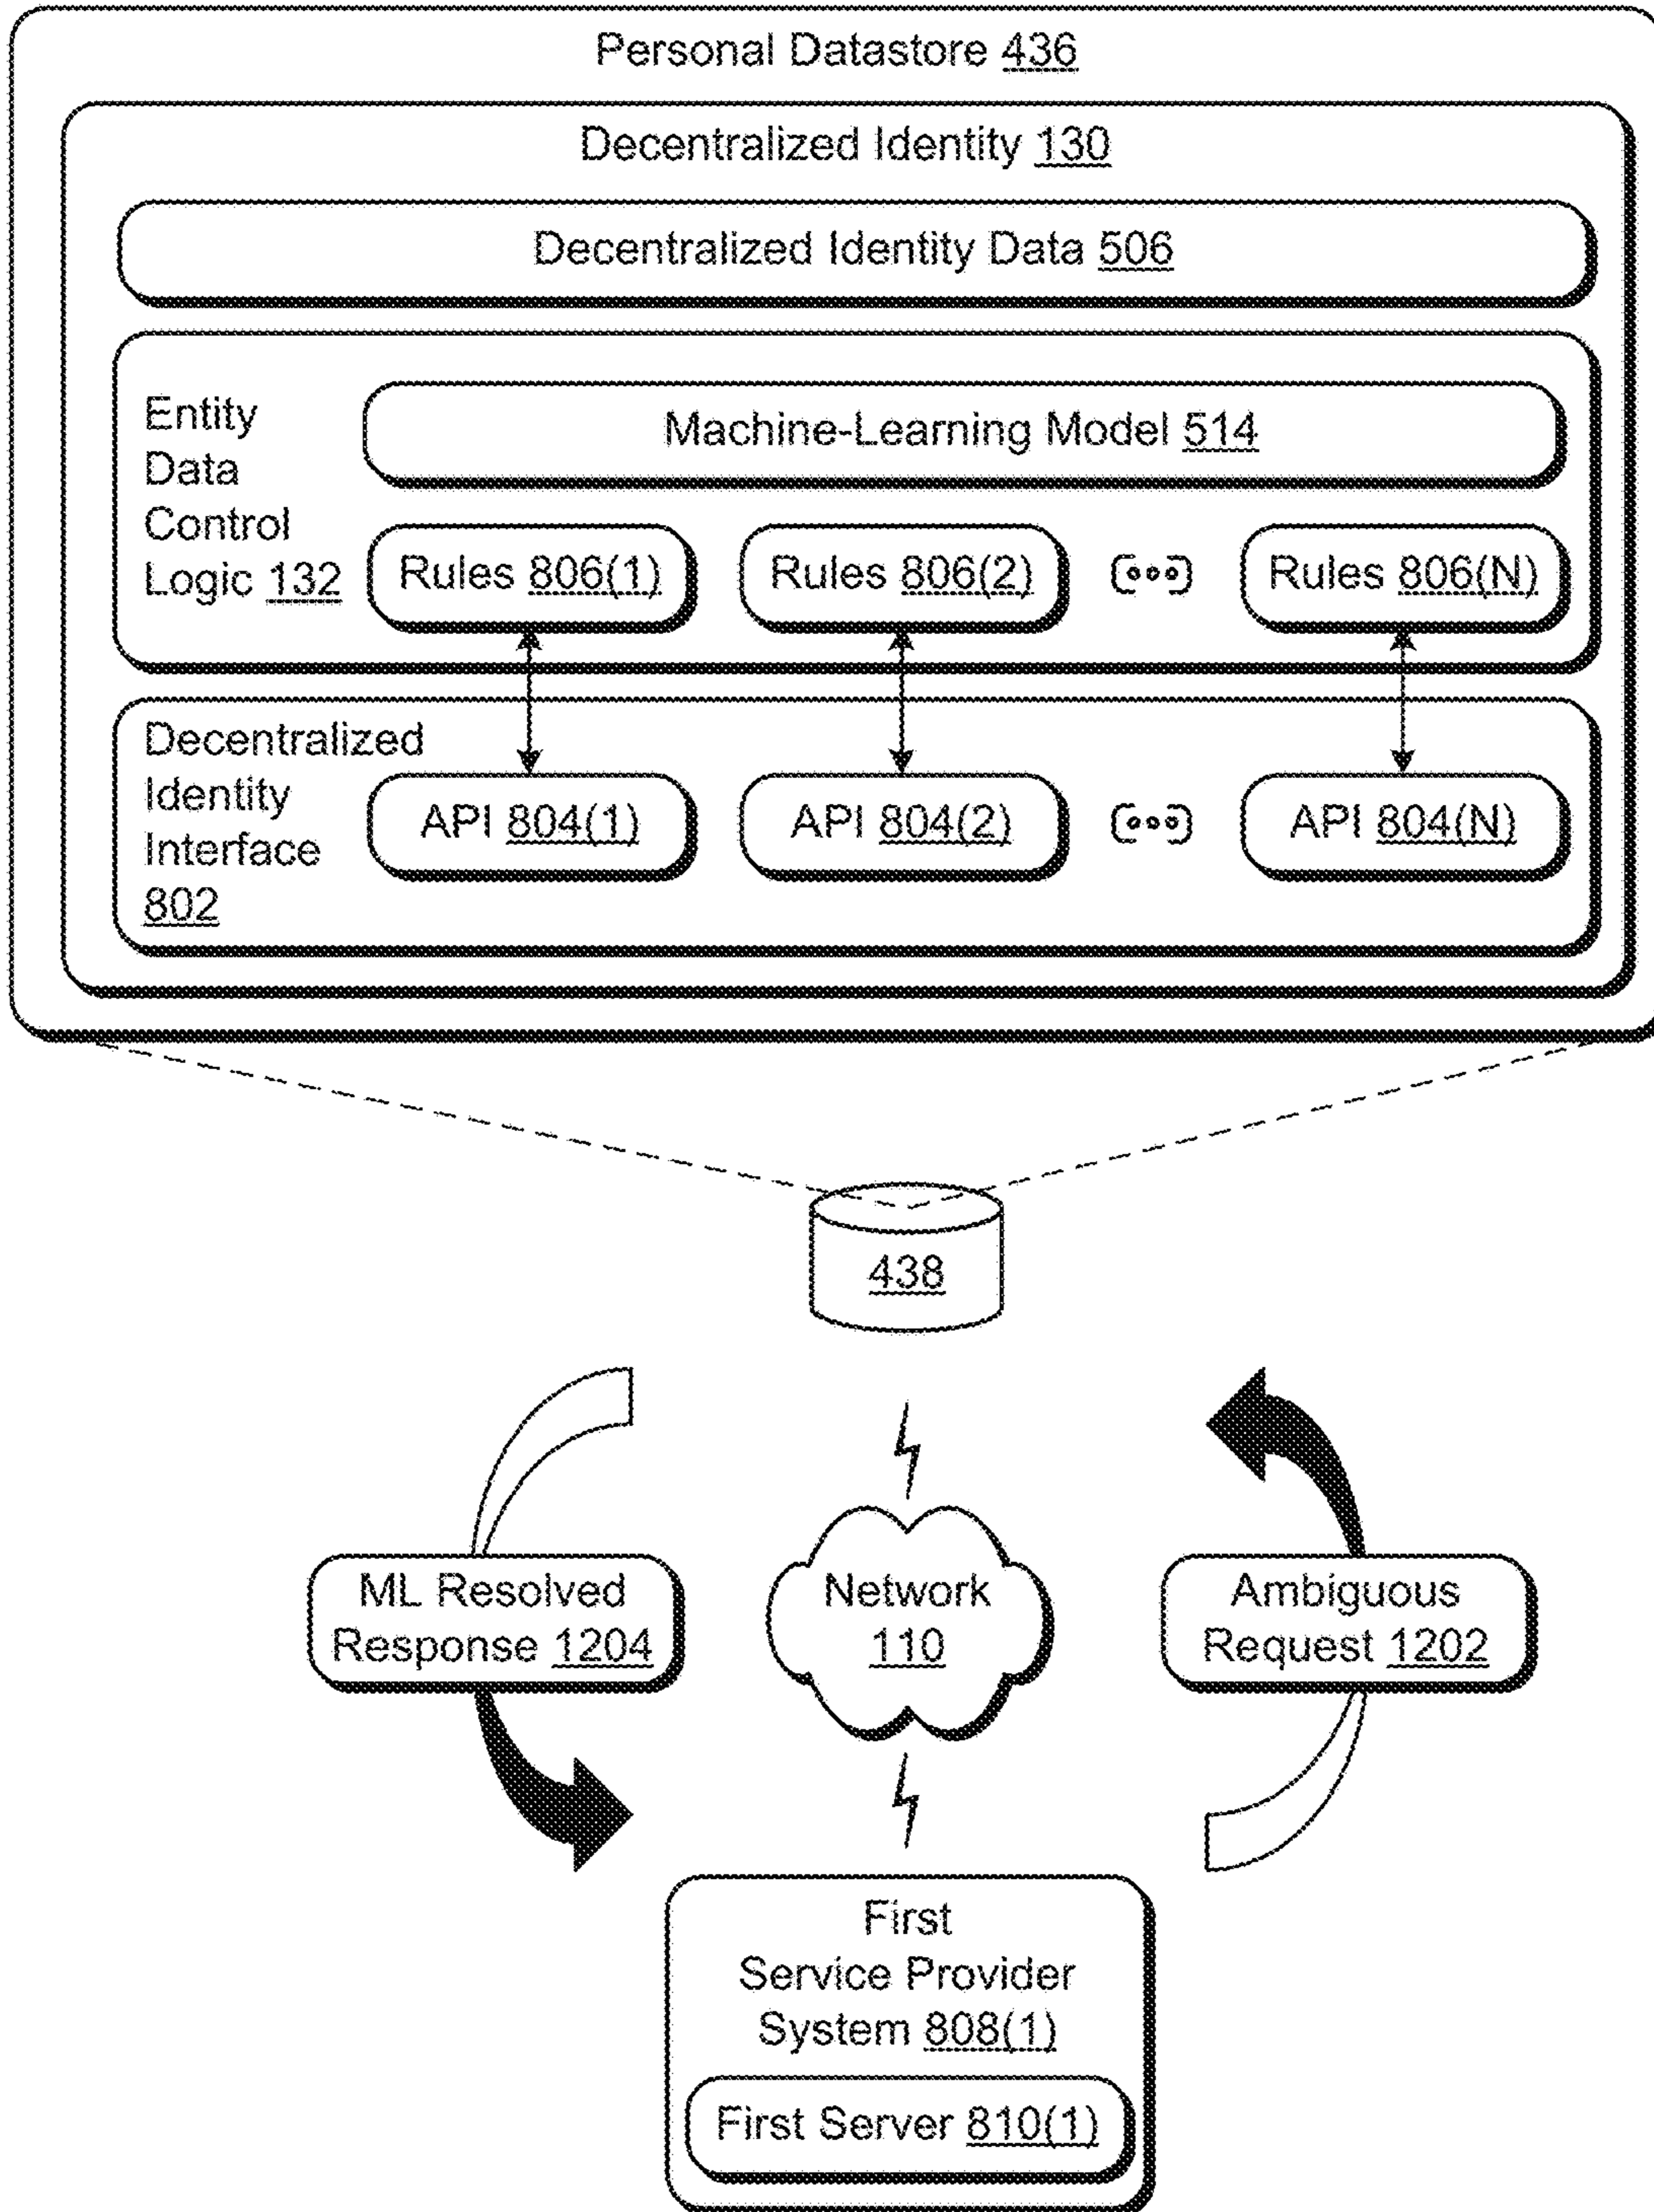 Personal Datastore 436
Decentralized Identity 130
Decentralized Identity Data 506
Entity
Data
Control
Logic 132
Machine-Learning Model 514
Rules 806(1)
Rules 806(2)
Rules 806(N)
Decentralized
Identity
Interface
802
API 804(1)
API 804(2)
API 804(N)
438
ML Resolved
Response 1204
Network
110
Ambiguous
Request 1202
First
Service Provider
System 808(1)
First Server 810(1)